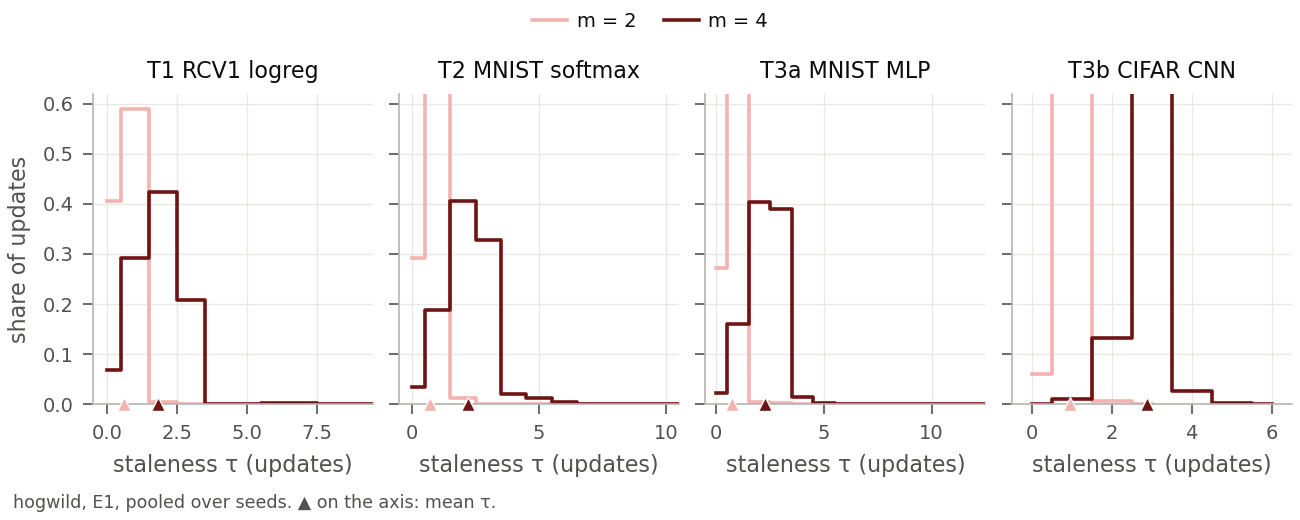 m = 2 m = 4
T1 RCV1 logreg T2 MNIST softmax T3a MNIST MLP T3b CIFAR CNN
share of updates
0.6
0.5
0.4
0.3
0.2
0.1
0.0
0.0 2.5 5.0 7.5 0 5 10 0 5 10 0 2 4 6
staleness τ (updates) staleness τ (updates) staleness τ (updates) staleness τ (updates)
hogwild, E1, pooled over seeds. ▲ on the axis: mean τ.